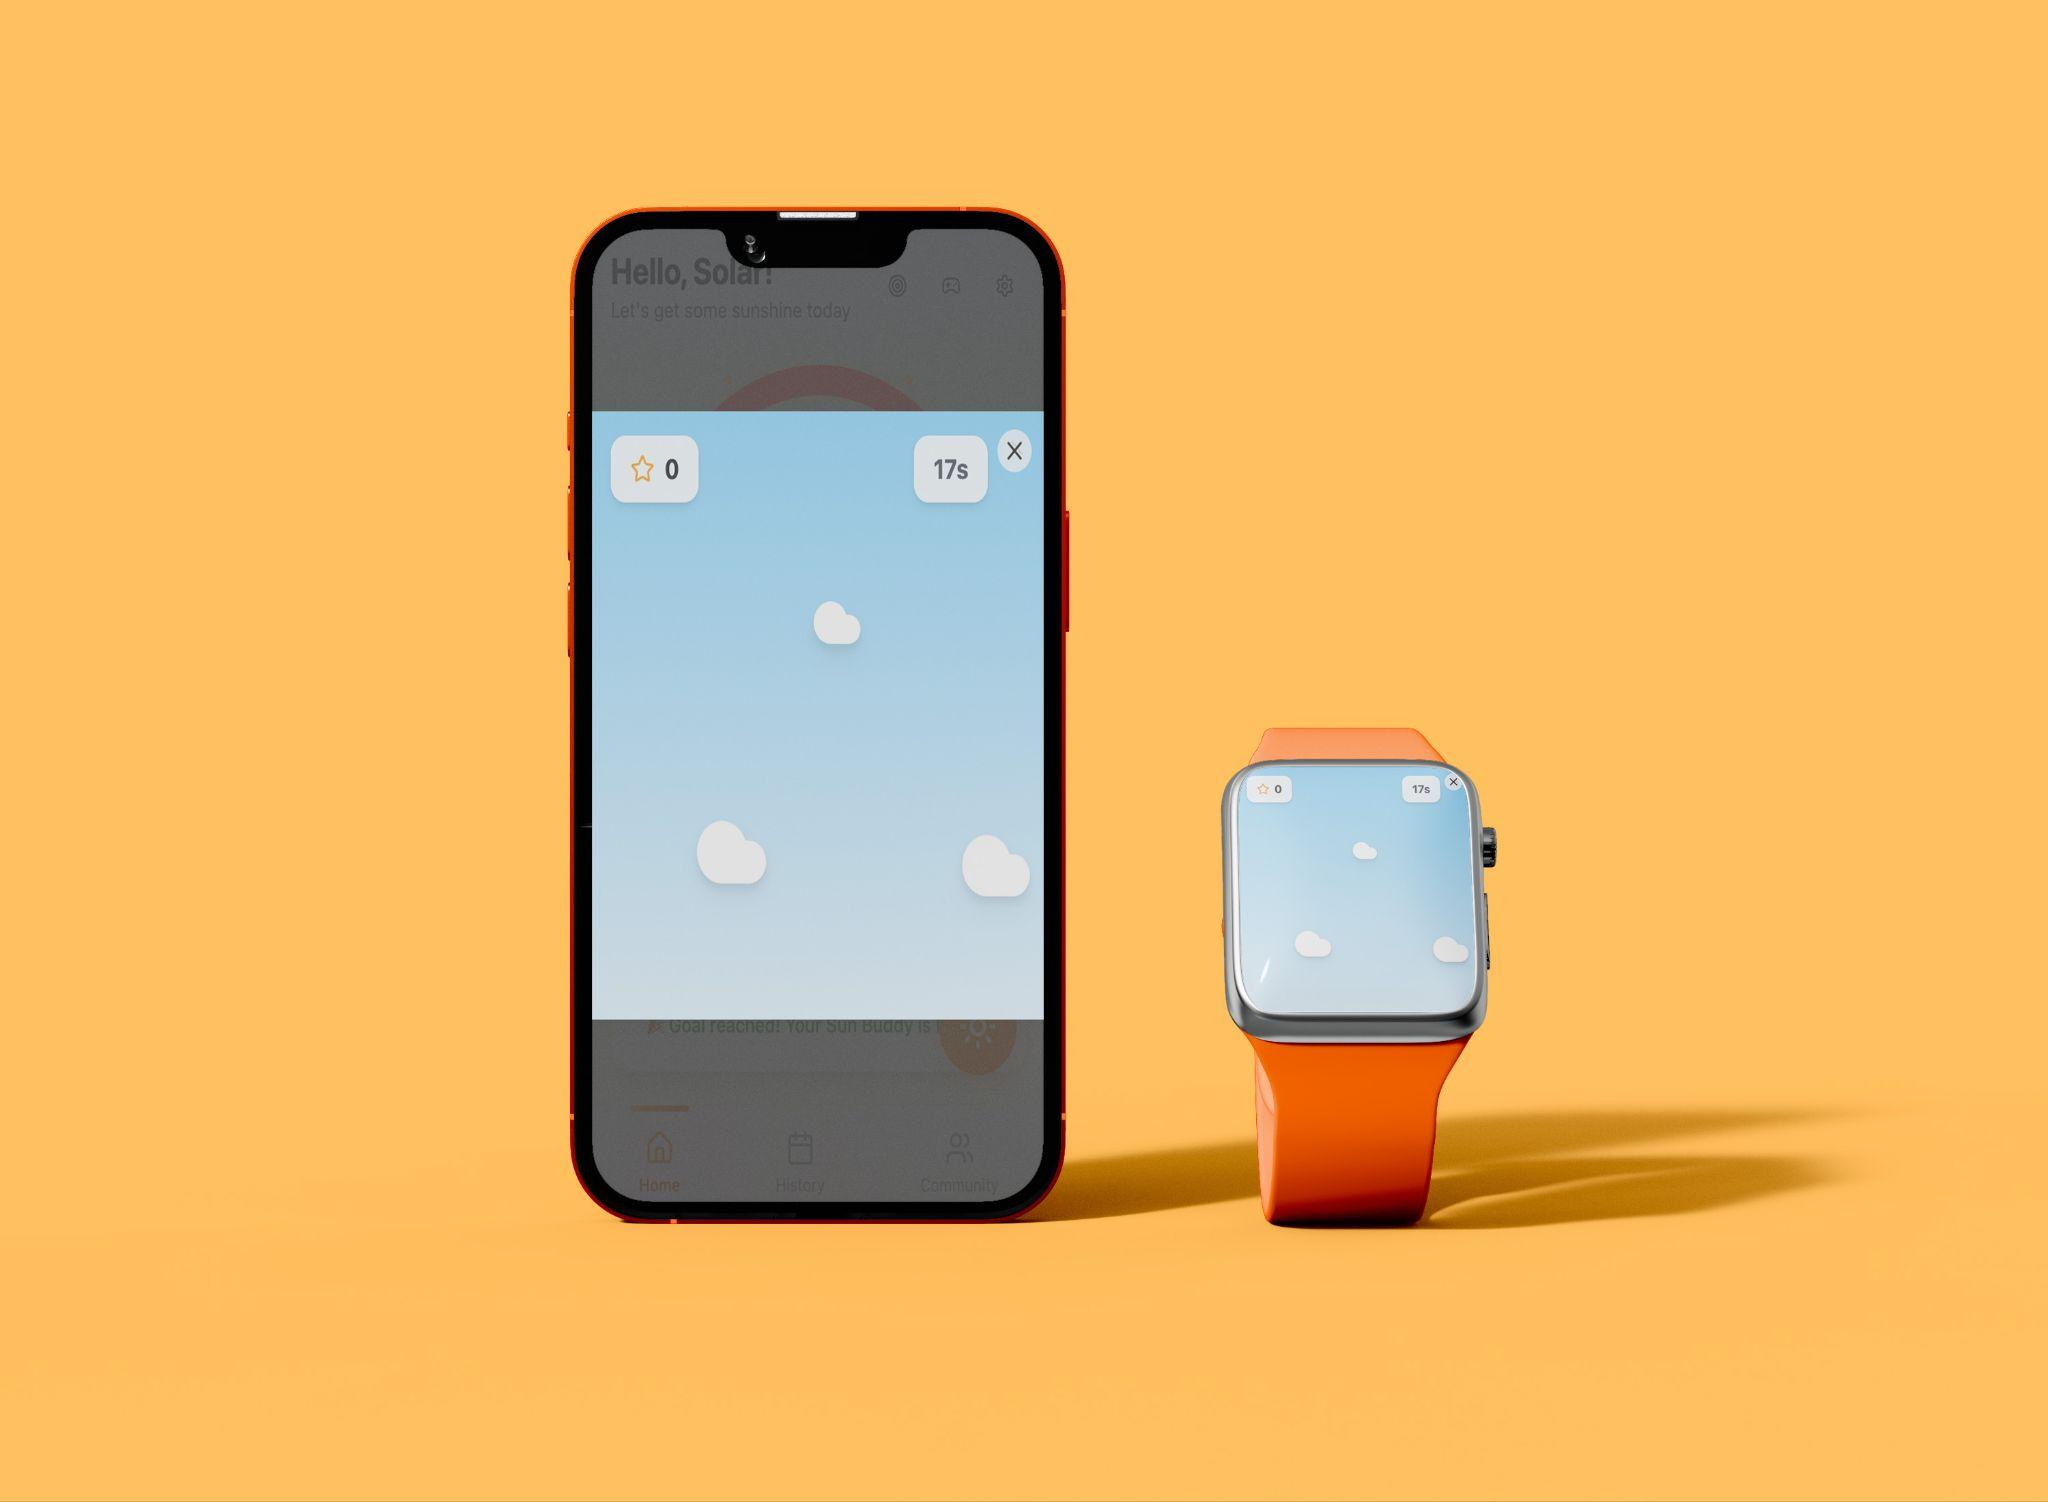 Hello, Solar!
Let's get some sunshine today
0
17s
Goal reached! Your Sun Buddy is
Home
History
Community
0
17s